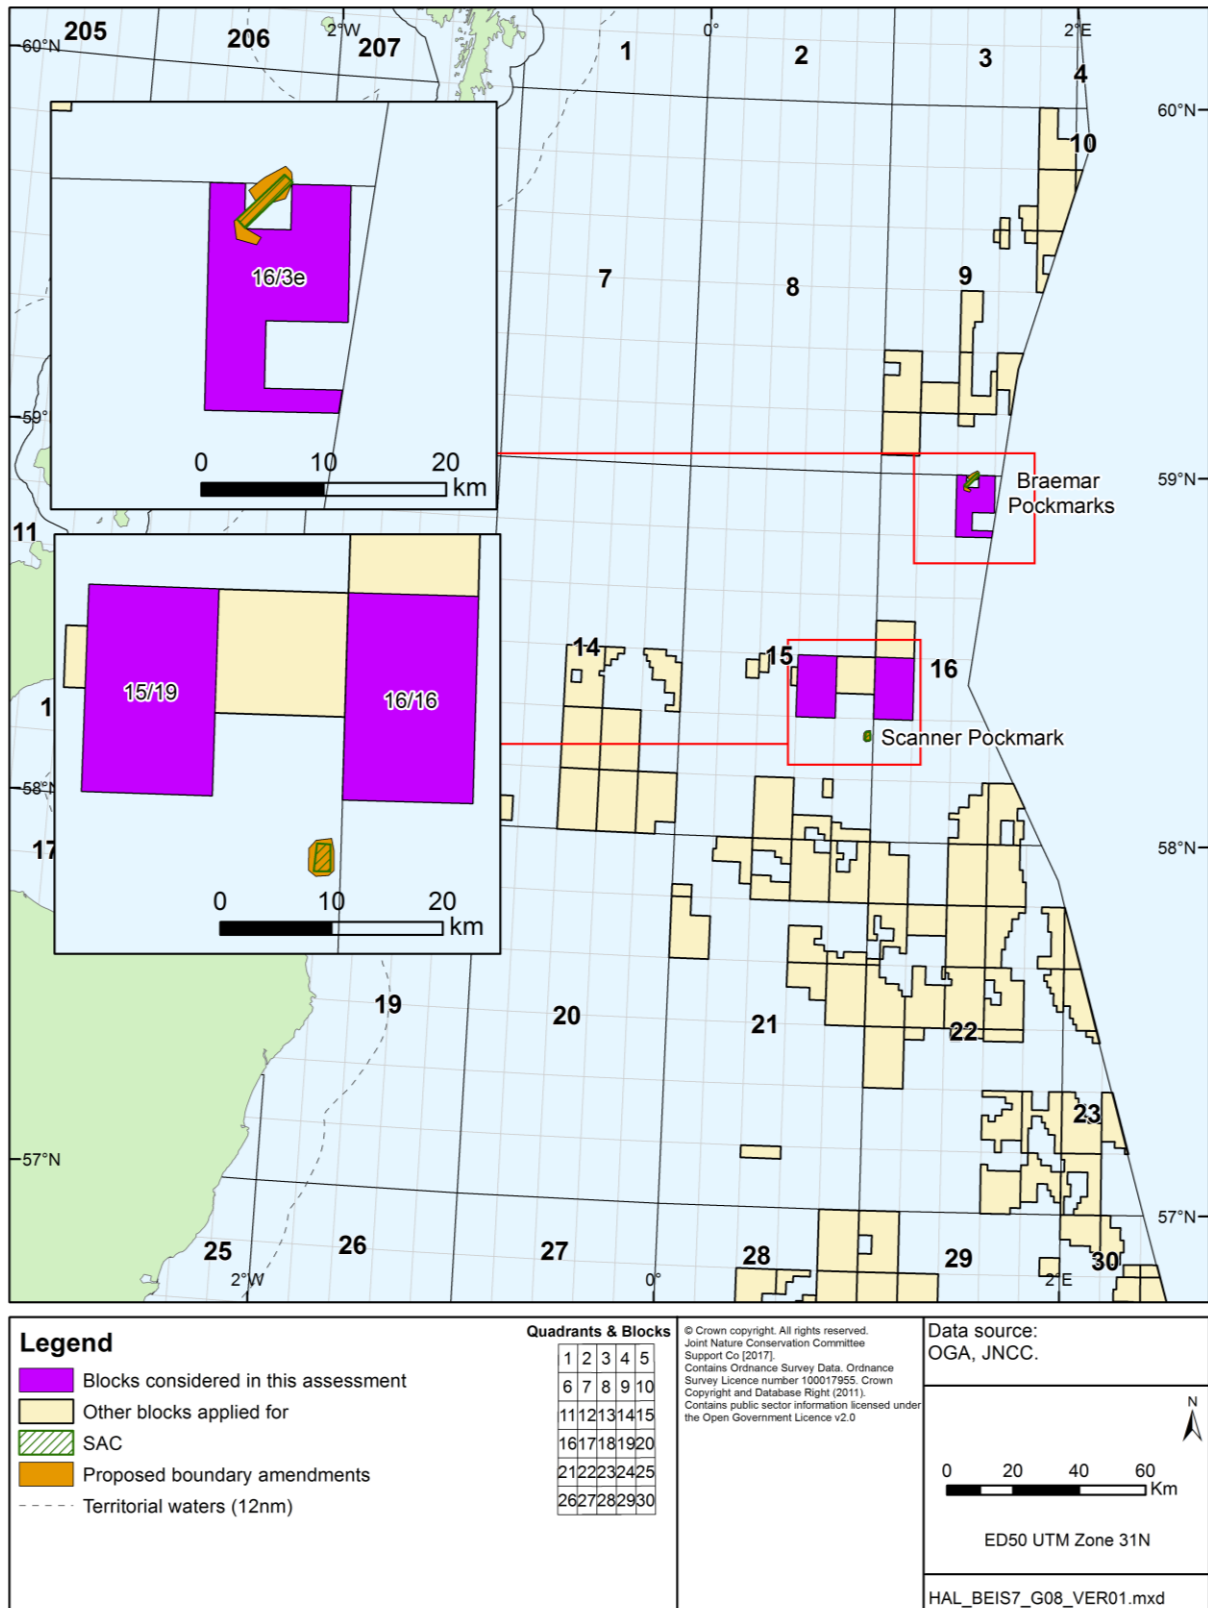 205
206
2°W
207
1
0°
2
3
2°E
4
60°N
60°N
10
16/3e
0 10 20
km
7
8
9
59°
59°N
Braemar
Pockmarks
11
14
15
16
15/19
16/16
1
Scanner Pockmark
58°N
58°N
17
0 10 20
km
19
20
21
22
23
57°N
57°N
25
26
27
28
29
30
2°W
0°
2°E
Legend
Blocks considered in this assessment
Other blocks applied for
SAC
Proposed boundary amendments
Territorial waters (12nm)
Quadrants & Blocks
1 2 3 4 5
6 7 8 9 10
11 12 13 14 15
16 17 18 19 20
21 22 23 24 25
26 27 28 29 30
© Crown copyright. All rights reserved.
Joint Nature Conservation Committee
Support Co [2017].
Contains Ordnance Survey Data. Ordnance
Survey Licence number 100017955. Crown
Copyright and Database Right (2011).
Contains public sector information licensed under
the Open Government Licence v2.0
Data source:
OGA, JNCC.
N
0 20 40 60
Km
ED50 UTM Zone 31N
HAL_BEIS7_G08_VER01.mxd